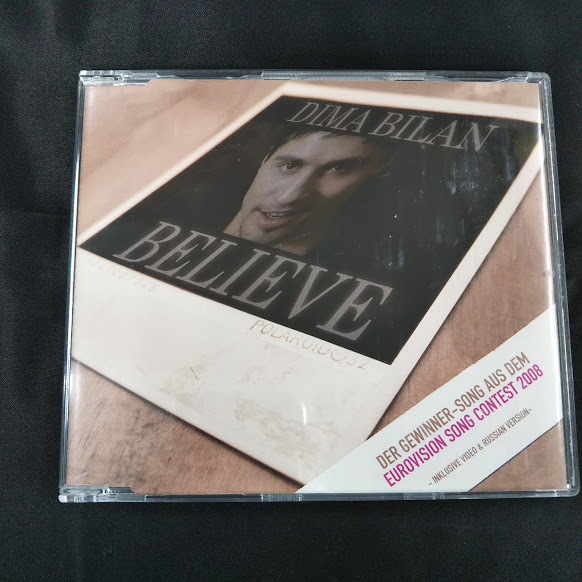 DIMA BILAN
BELIEVE
DER GEWINNER-SONG AUS DEM
EUROVISION SONG CONTEST 2008
- INKLUSIVE VIDEO & RUSSIAN VERSION-